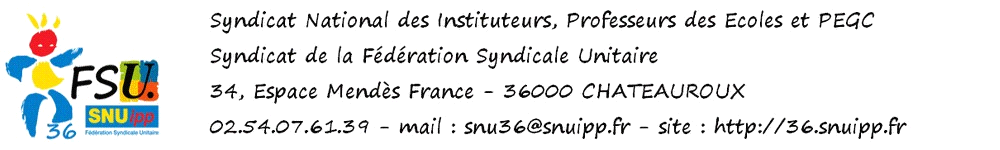 Syndicat National des Instituteurs, Professeurs des Ecoles et PEGC
Syndicat de la Fédération Syndicale Unitaire
34, Espace Mendès France - 36000 CHATEAUROUX
02.54.07.61.39 - mail : snu36@snuipp.fr - site : http://36.snuipp.fr
FSU.
SNUipp
Fédération Syndicale Unitaire
36